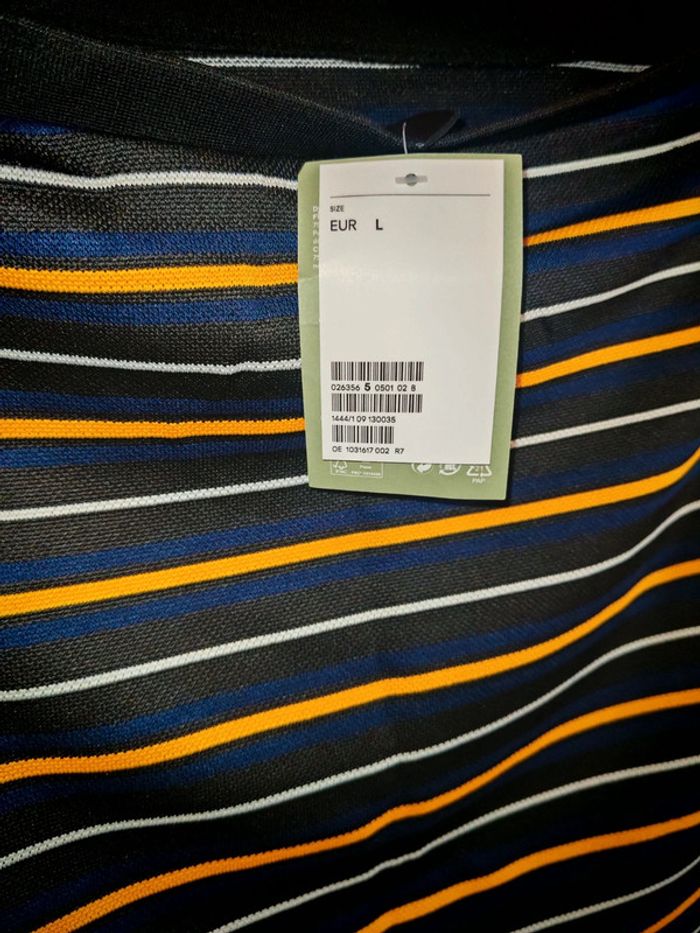 SIZE
EUR L
026356 5 0501 02 8
1444/1 09 130035
OE 1031617 002 R7
PAP